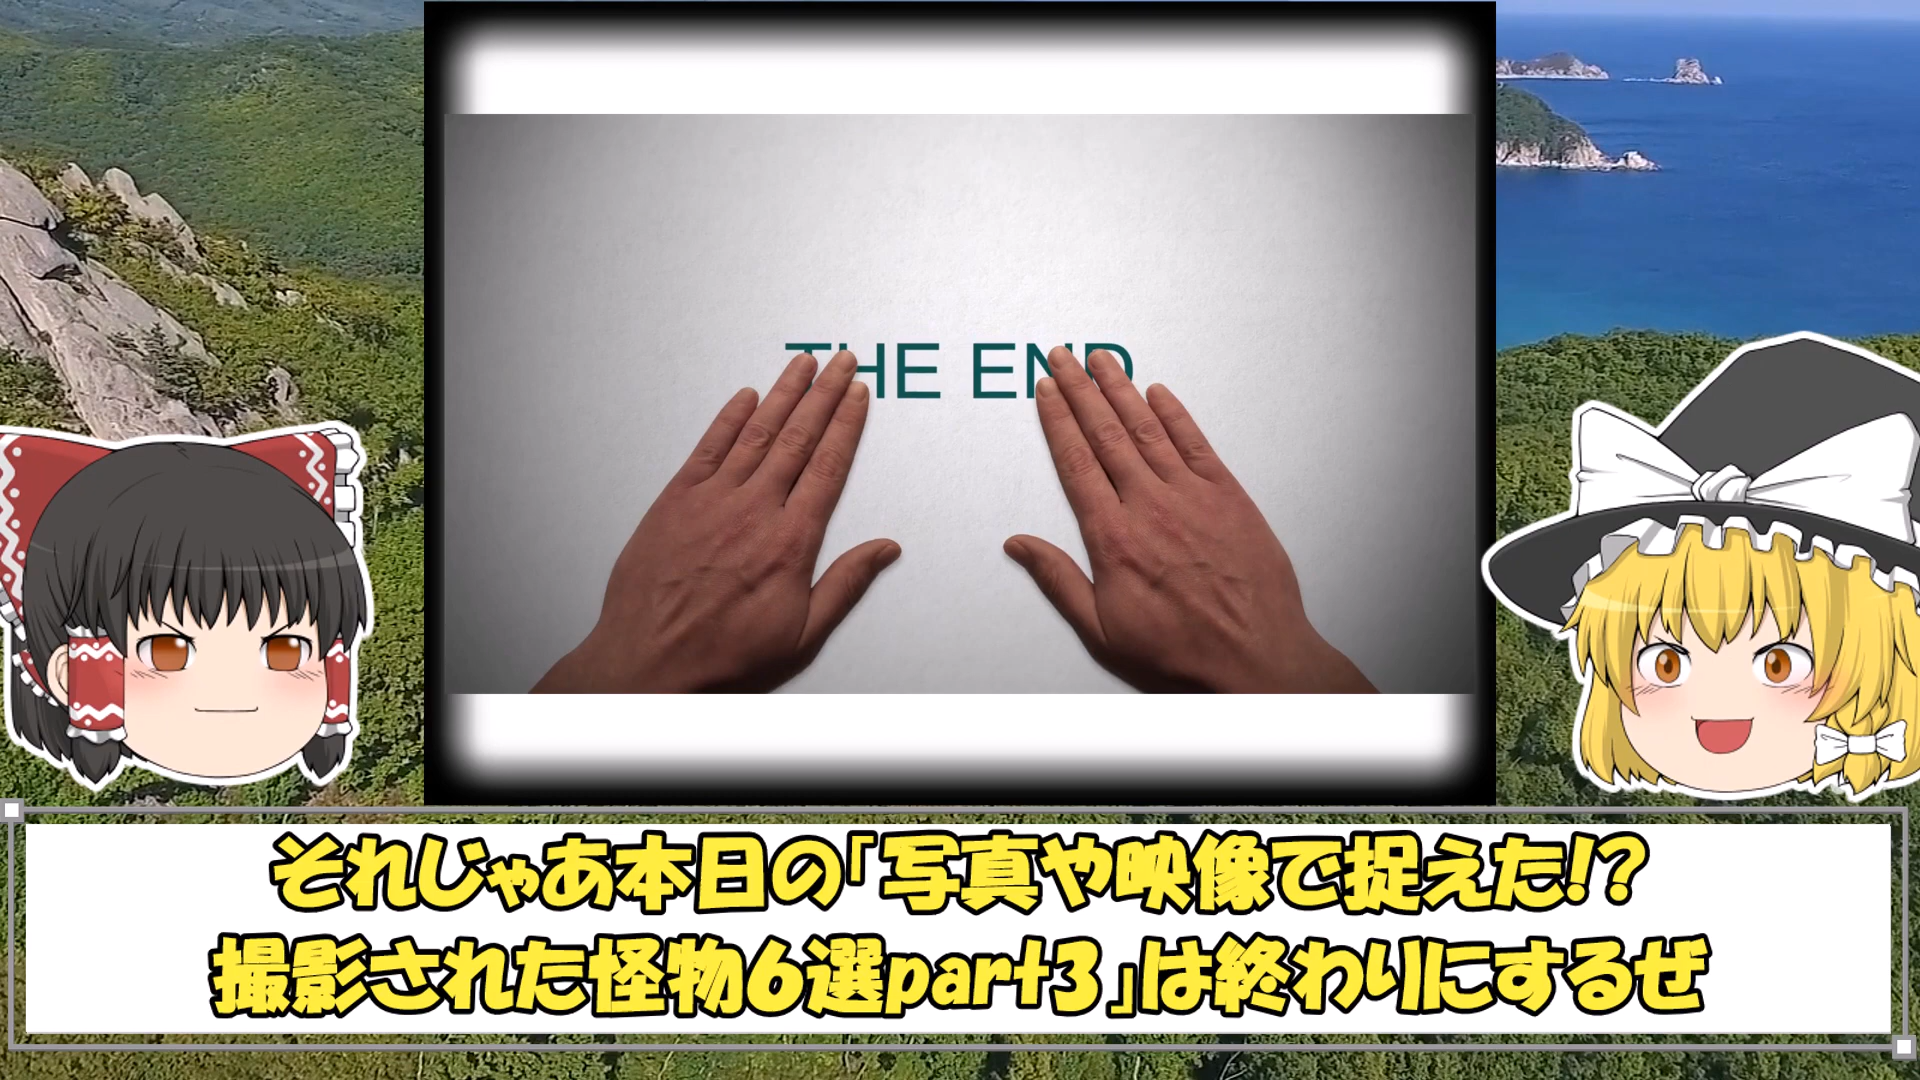 THE END
それじゃあ本日の「写真や映像で捉えた!?
撮影された怪物6選part3」は終わりにするぜ